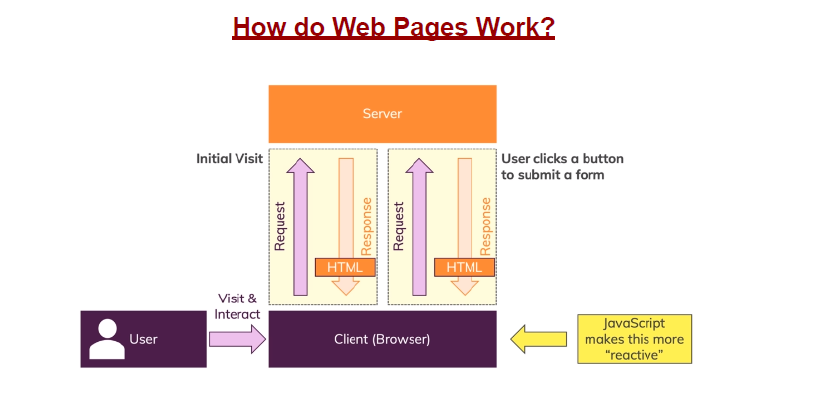 How do Web Pages Work?
Server
Initial Visit
User clicks a button
to submit a form
Request
Response
HTML
Request
Response
HTML
Visit &
Interact
User
Client (Browser)
JavaScript
makes this more
“reactive”